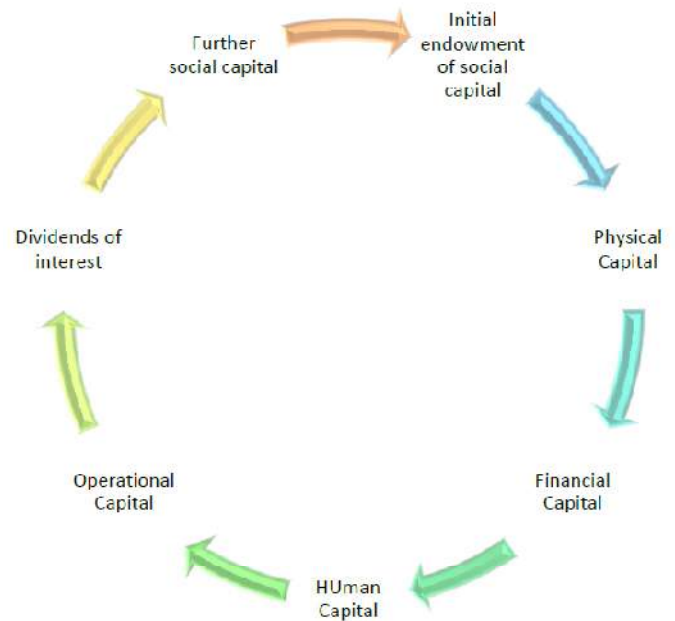 Initial
endowment
of social
capital
Physical
Capital
Financial
Capital
HUman
Capital
Operational
Capital
Dividends of
interest
Further
social capital